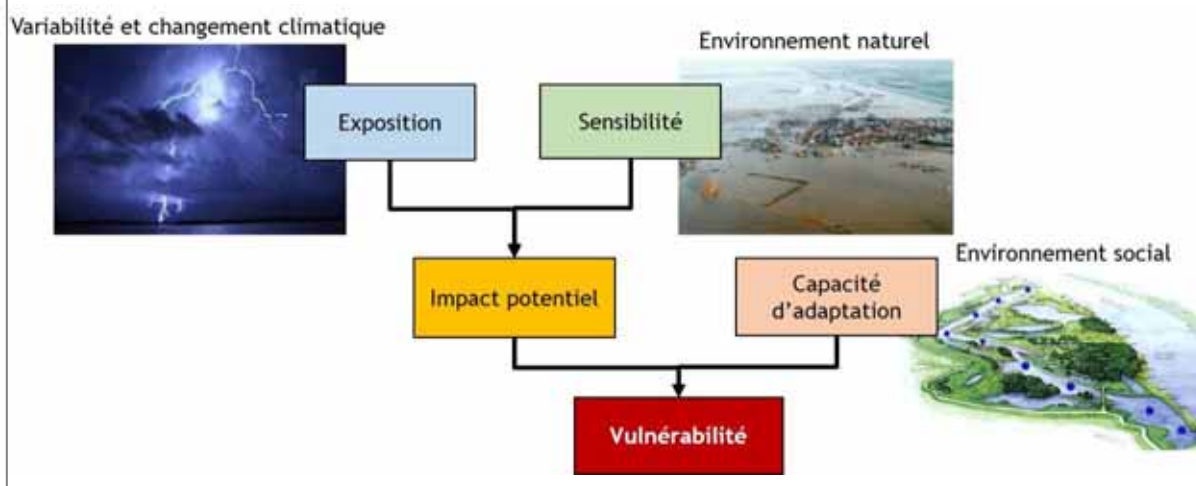 Variabilité et changement climatique
Environnement naturel
Exposition
Sensibilité
Environnement social
Impact potentiel
Capacité
d'adaptation
Vulnérabilité